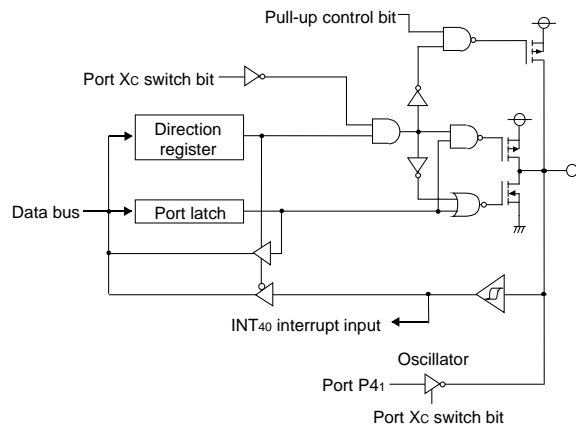 Pull-up control bit
Port XC switch bit
Direction
register
Data bus
Port latch
INT40 interrupt input
Oscillator
Port P41
Port XC switch bit